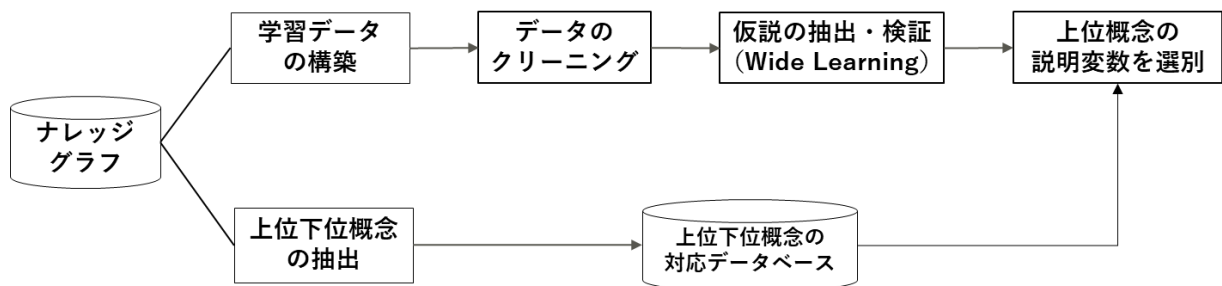 ナレッジ
グラフ
学習データ
の構築
データの
クリーニング
仮説の抽出・検証
(Wide Learning)
上位概念の
説明変数を選別
上位下位概念
の抽出
上位下位概念の
対応データベース